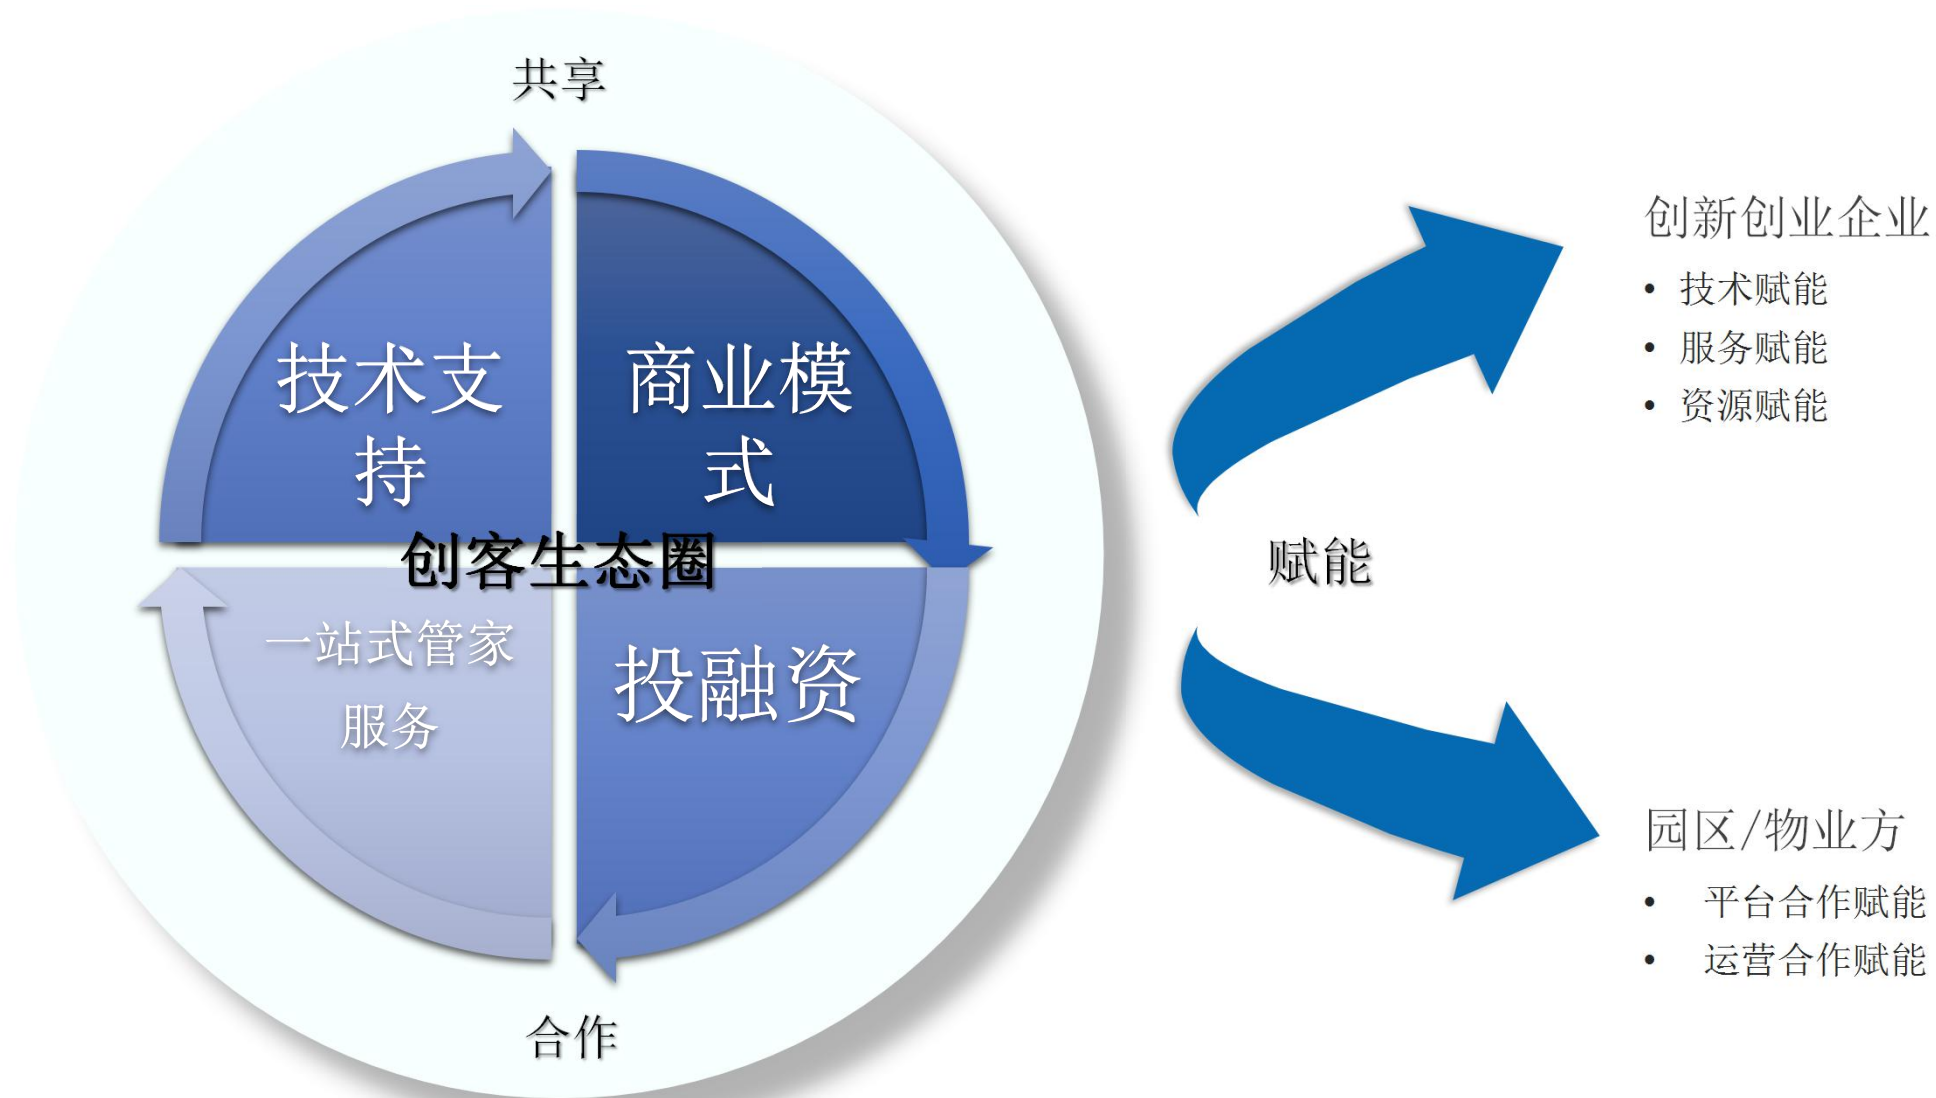 共享
技术支
持
商业模
式
创客生态圈
一站式管家
服务
投融资
合作
赋能
创新创业企业
• 技术赋能
• 服务赋能
• 资源赋能
园区/物业方
• 平台合作赋能
• 运营合作赋能